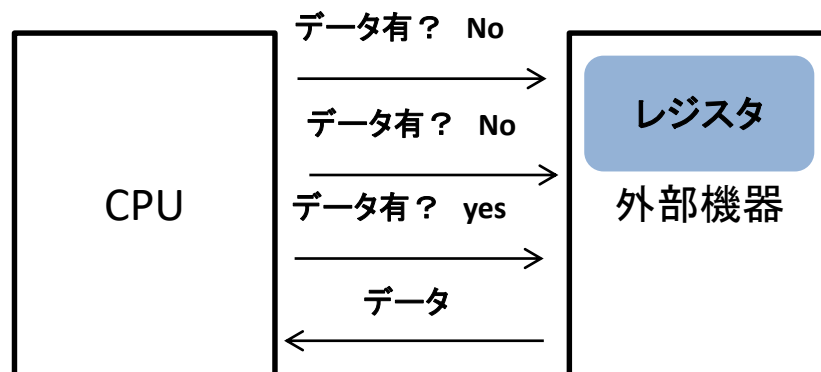 データ有？ No
レジスタ
データ有？ No
CPU
外部機器
データ有？ yes
データ